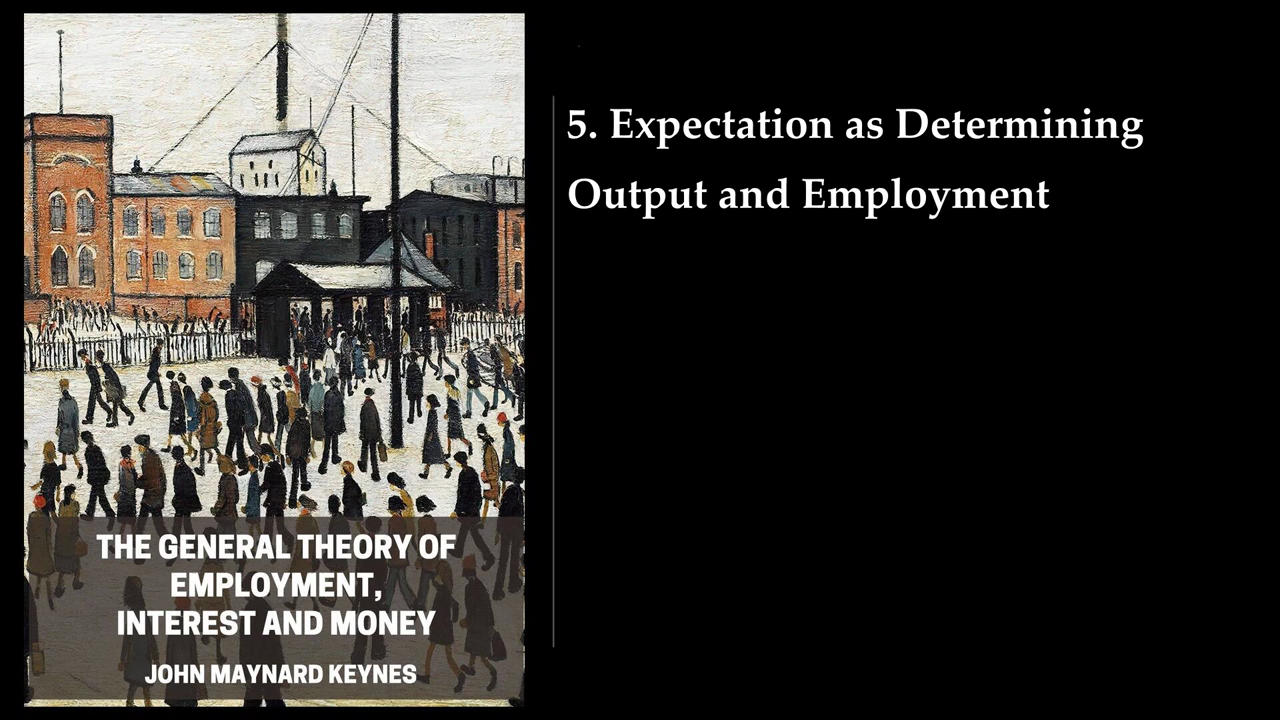 5. Expectation as Determining
Output and Employment
THE GENERAL THEORY OF
EMPLOYMENT,
INTEREST AND MONEY
JOHN MAYNARD KEYNES